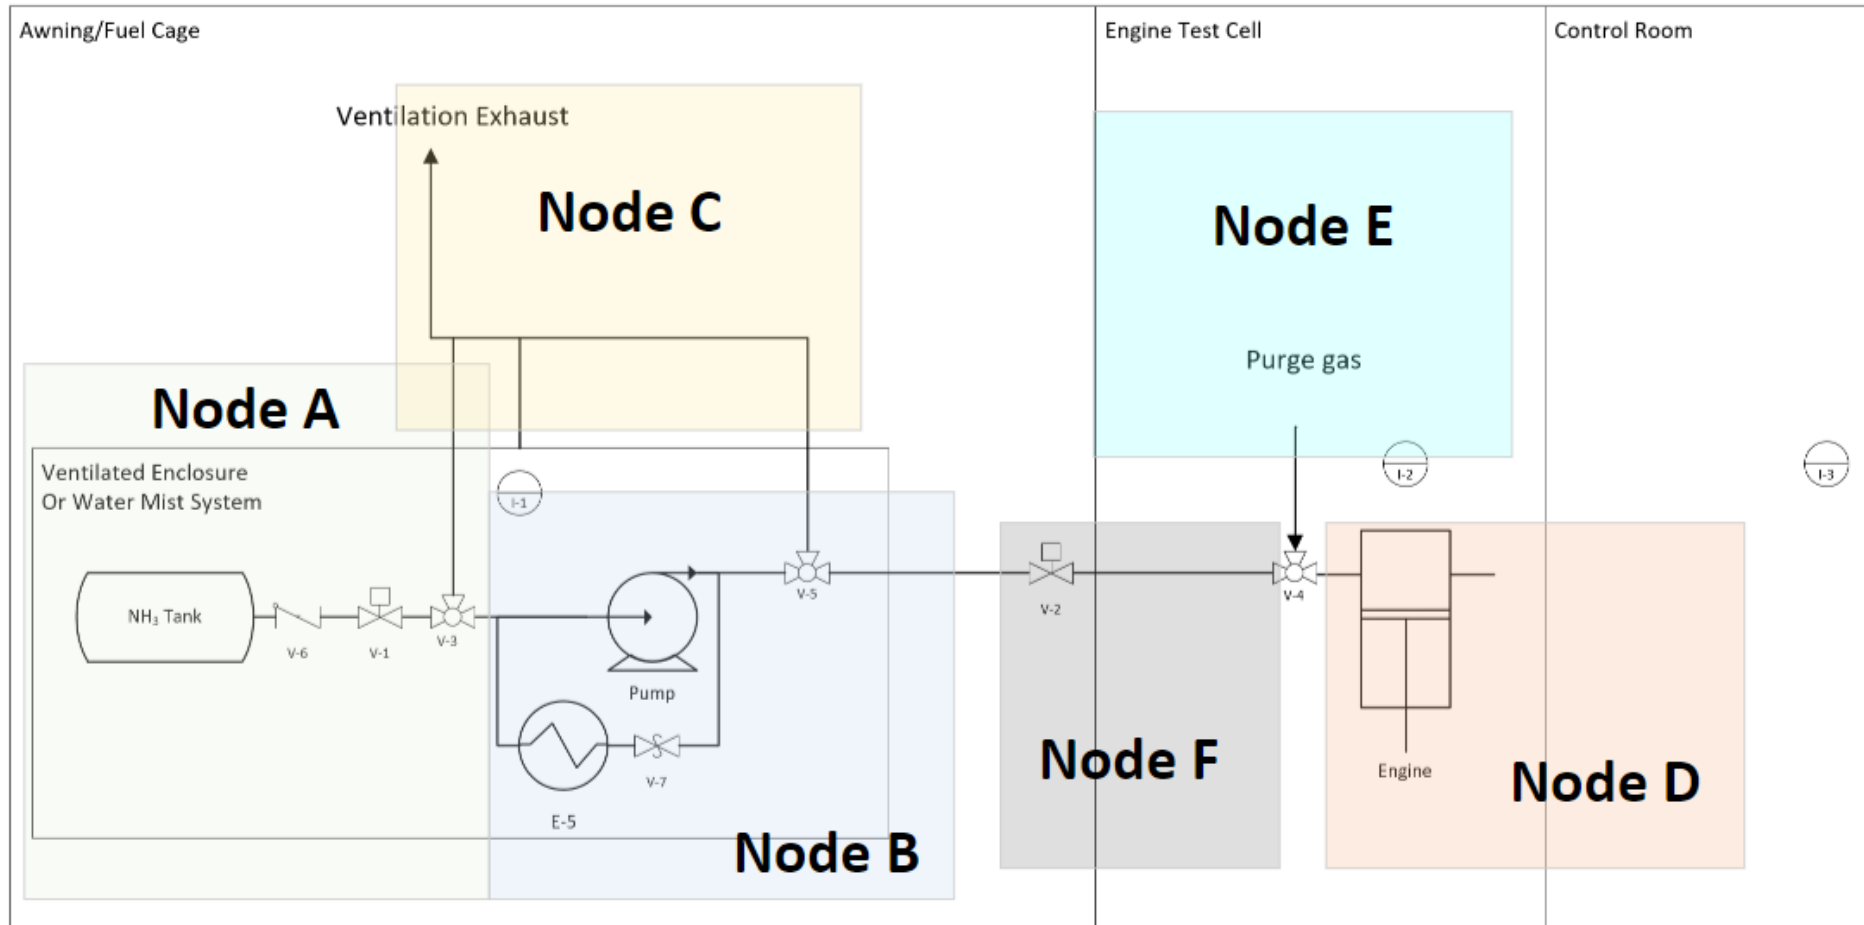 Awning/Fuel Cage
Engine Test Cell
Control Room
Ventilation Exhaust
Node C
Node E
Purge gas
Node A
Ventilated Enclosure
Or Water Mist System
I-1
I-2
I-3
NH₃ Tank
V-6
V-1
V-3
Pump
V-5
V-2
V-4
V-7
E-5
Engine
Node F
Node D
Node B